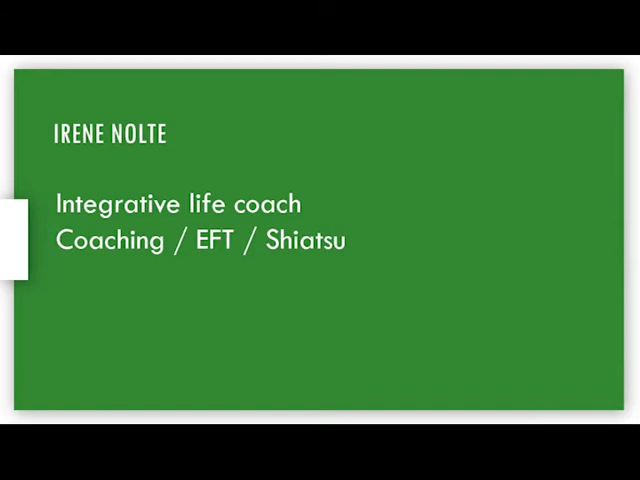 IRENE NOLTE
Integrative life coach
Coaching / EFT / Shiatsu